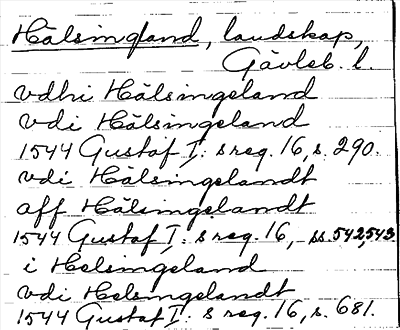 Hälsingland, landskap,
Gävleb. l.
vdhi Hälsingeland
vdi Hälsingeland
1544 Gustaf I:s reg. 16, s. 290.
vdi Hälsingelandt
aff Hälsingelandt
1544 Gustaf I:s reg. 16, ss. 542,543
i Helsingeland
vdi Helsingelandt
1544 Gustaf I:s reg. 16, s. 681.